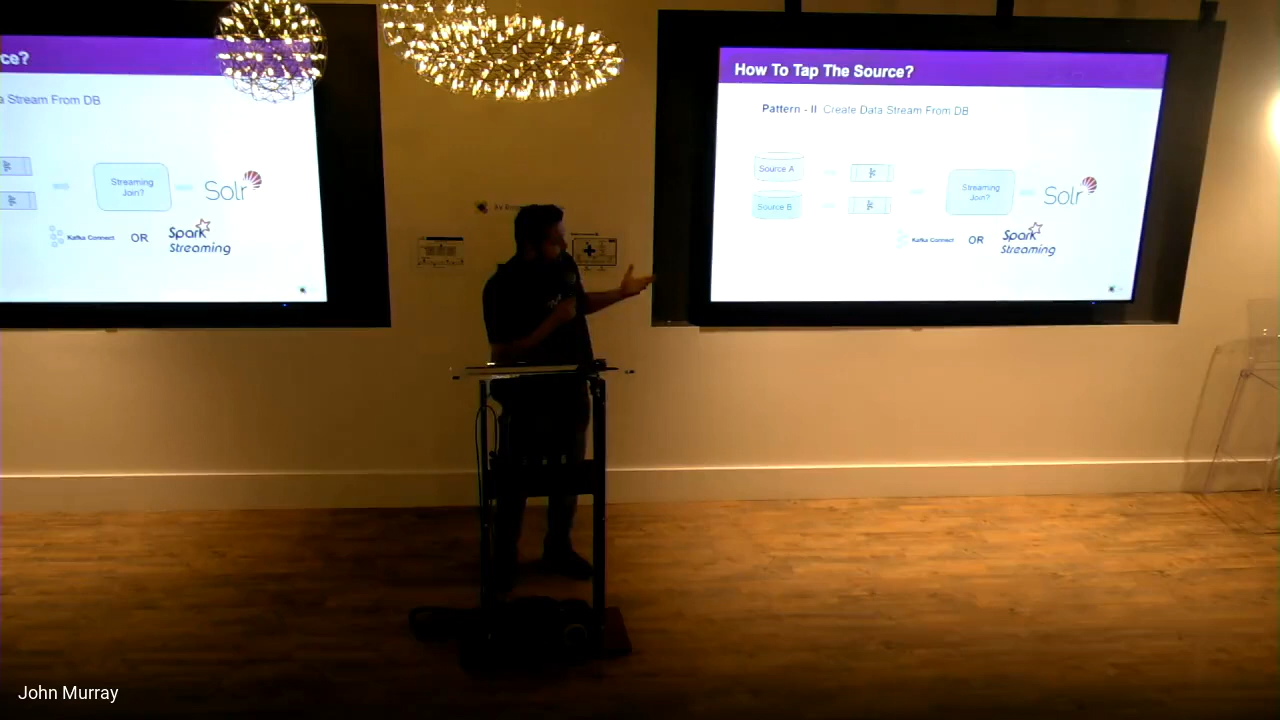 ce?
a Stream From DB
Streaming
Join?
Solr
Kafka Connect
OR
Spark
Streaming
How To Tap The Source?
Pattern - II Create Data Stream From DB
Source A
Source B
Streaming
Join?
Solr
Kafka Connect
OR
Spark
Streaming
John Murray